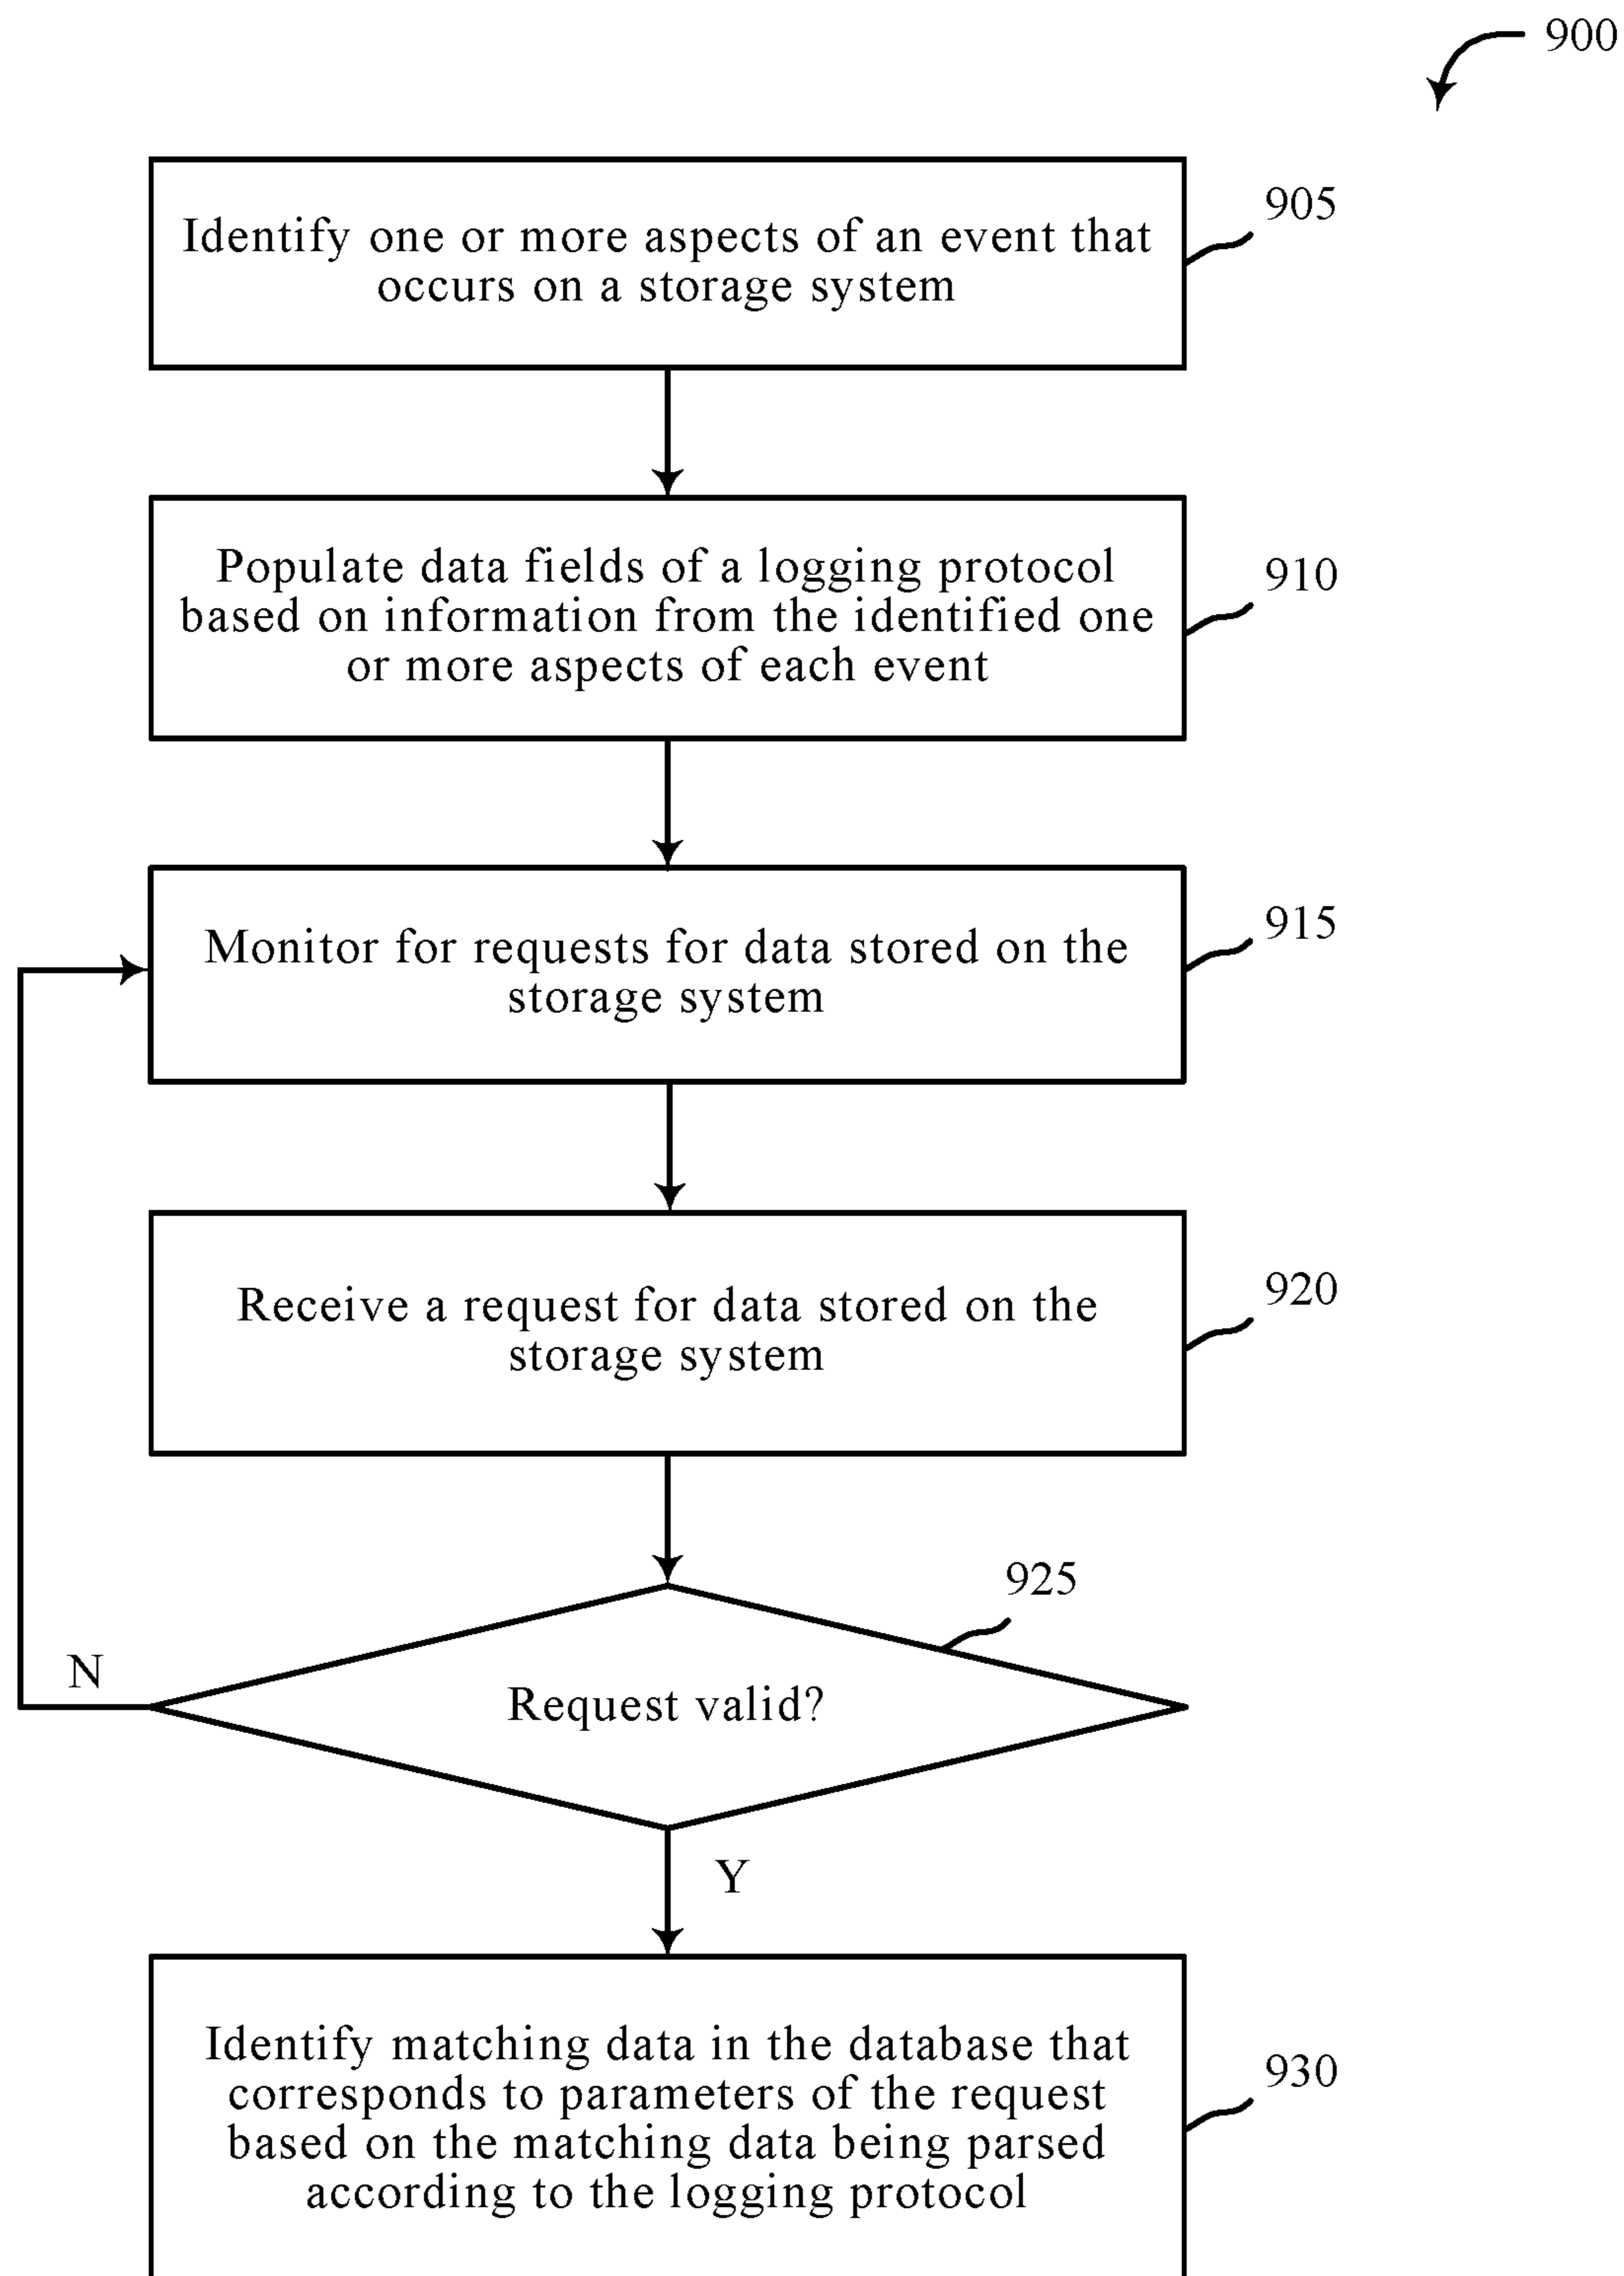 900
Identify one or more aspects of an event that
occurs on a storage system
905
Populate data fields of a logging protocol
based on information from the identified one
or more aspects of each event
910
Monitor for requests for data stored on the
storage system
915
Receive a request for data stored on the
storage system
920
Request valid?
925
N
Y
Identify matching data in the database that
corresponds to parameters of the request
based on the matching data being parsed
according to the logging protocol
930